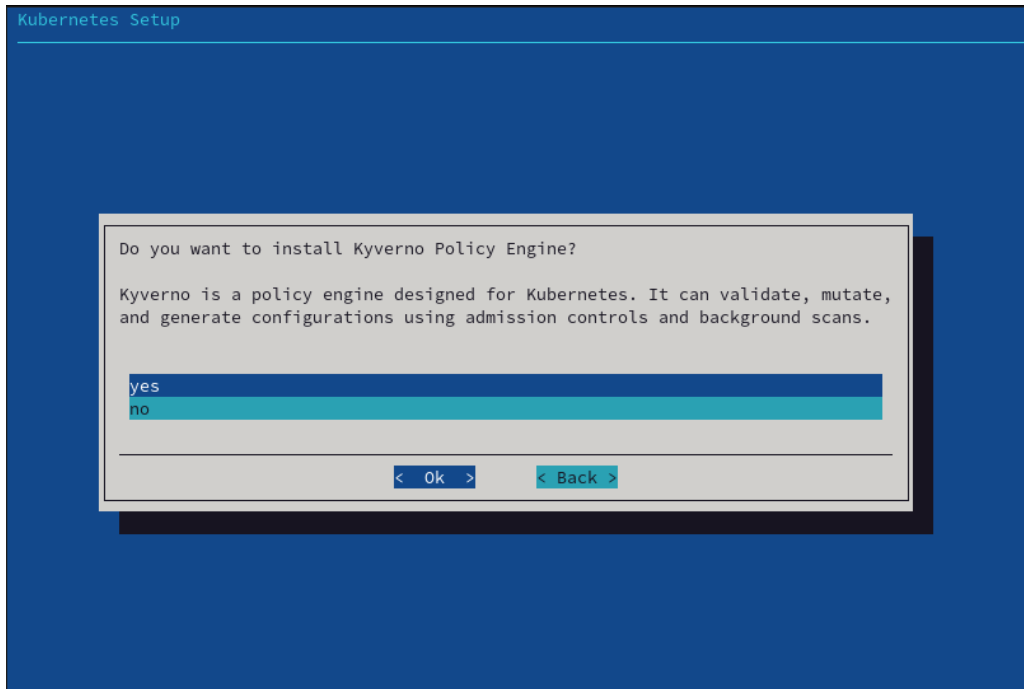 Kubernetes Setup
Do you want to install Kyverno Policy Engine?
Kyverno is a policy engine designed for Kubernetes. It can validate, mutate,
and generate configurations using admission controls and background scans.
yes
no
< Ok > < Back >